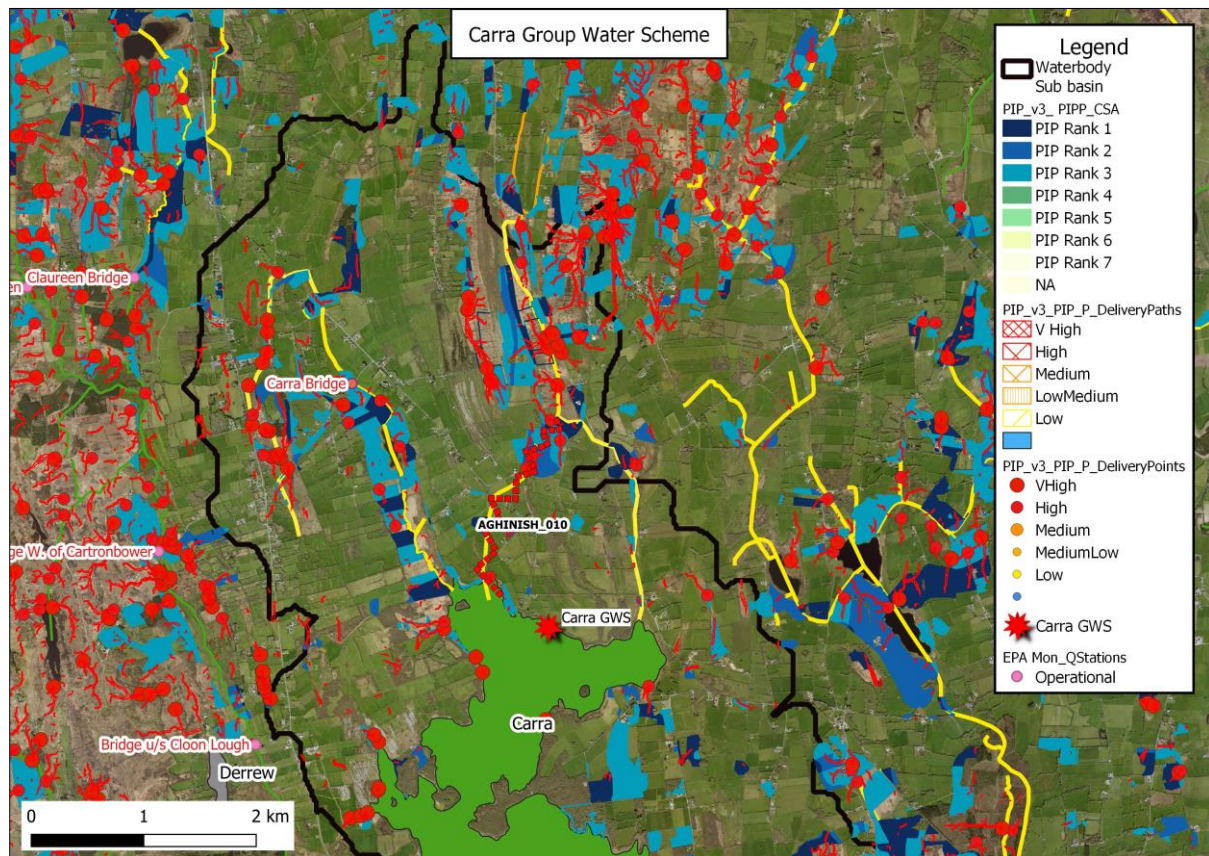 Carra Group Water Scheme
Legend
Waterbody
Sub basin
PIP_v3_ PIPP_CSA
PIP Rank 1
PIP Rank 2
PIP Rank 3
PIP Rank 4
PIP Rank 5
PIP Rank 6
PIP Rank 7
NA
PIP_v3_PIP_P_DeliveryPaths
V High
High
Medium
LowMedium
Low
PIP_v3_PIP_P_DeliveryPoints
VHigh
High
Medium
MediumLow
Low
Carra GWS
EPA Mon_QStations
Operational
Claureen Bridge
en
Carra Bridge
AGHINISH_010
ge W. of Cartronbower
Carra GWS
Carra
Bridge u/s Cloon Lough
Derrew
0 1 2 km